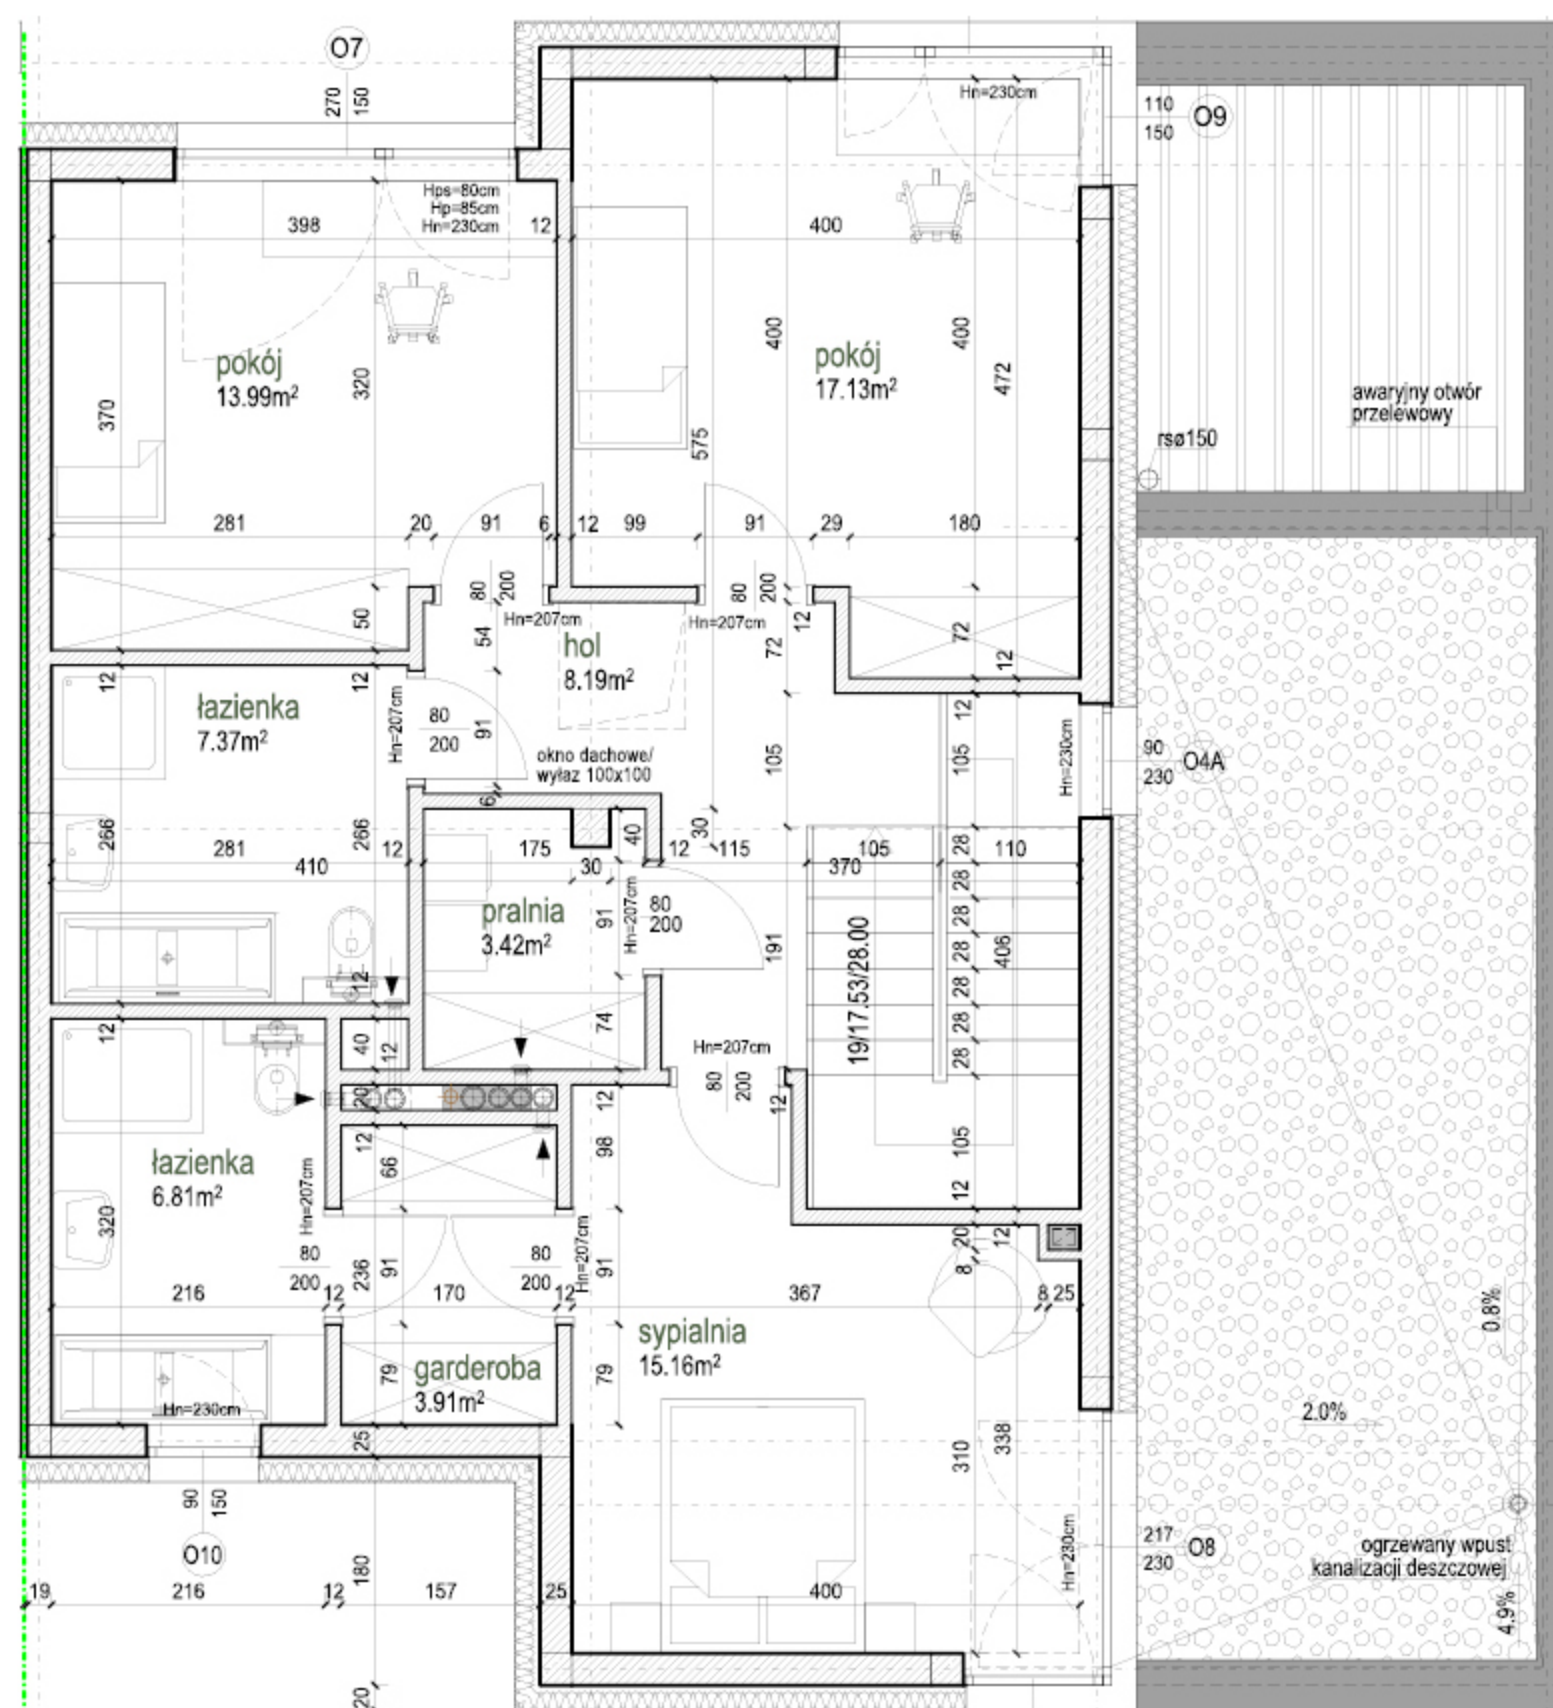 O7
270
150
Hn=230cm
110
150
O9
Hps=80cm
Hp=85cm
Hn=230cm
398
12
400
pokój
13.99m²
320
370
400
400
472
575
pokój
17.13m²
awaryjny otwór
przelewowy
rsø150
281
20
91
6
12
99
91
29
180
80
200
80
200
Hn=207cm
Hn=207cm
50
54
72
12
72
12
hol
8.19m²
12
12
łazienka
7.37m²
Hn=207cm
80
200
91
okno dachowe/
wyłaz 100x100
105
12
105
Hn=230cm
90
230
O4A
6
266
266
281
12
175
40
12
30
115
105
28
110
410
30
370
28
pralnia
3.42m²
91
Hn=207cm
80
200
191
19/17.53/28.00
28
28
406
28
28
28
12
12
40
12
74
Hn=207cm
80
200
12
20
12
12
66
98
105
12
łazienka
6.81m²
Hn=207cm
320
80
200
236
91
80
200
Hn=207cm
91
20
12
8
216
12
170
12
367
8
25
sypialnia
15.16m²
garderoba
3.91m²
79
79
Hn=230cm
25
0.8%
2.0%
310
338
90
150
O10
180
Hn=230cm
217
230
O8
ogrzewany wpust
kanalizacji deszczowej
4.9%
19
216
12
157
25
400
20